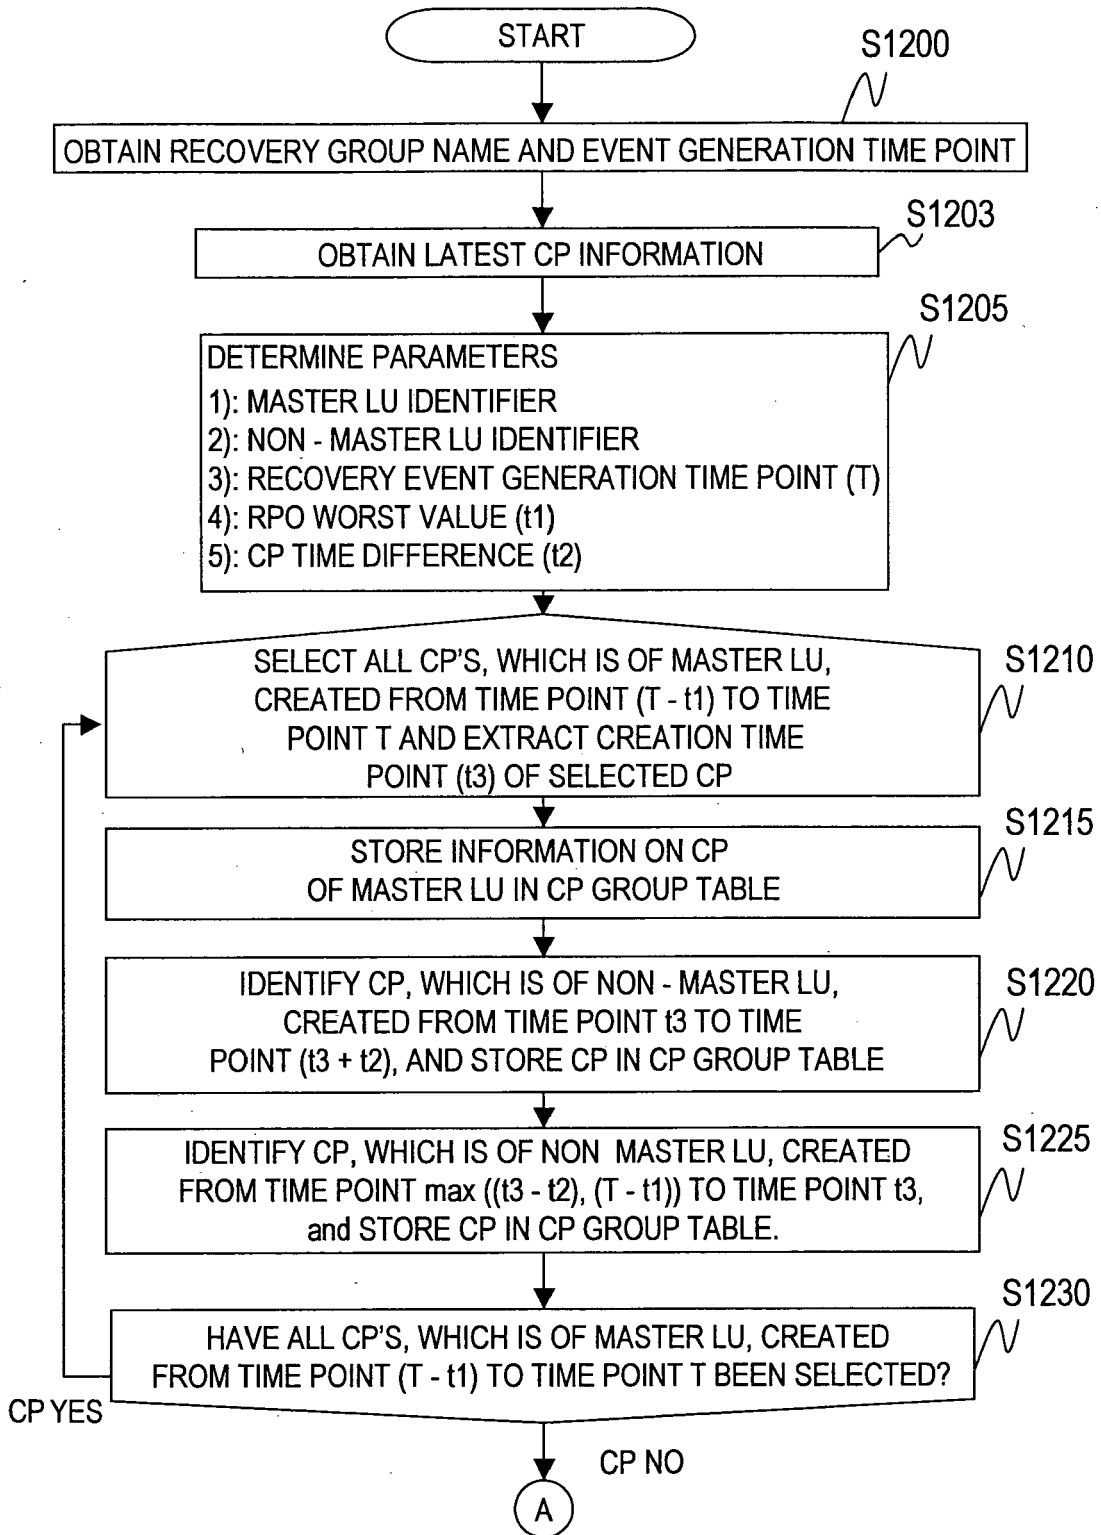 START
S1200
OBTAIN RECOVERY GROUP NAME AND EVENT GENERATION TIME POINT
S1203
OBTAIN LATEST CP INFORMATION
S1205
DETERMINE PARAMETERS
1): MASTER LU IDENTIFIER
2): NON - MASTER LU IDENTIFIER
3): RECOVERY EVENT GENERATION TIME POINT (T)
4): RPO WORST VALUE (t1)
5): CP TIME DIFFERENCE (t2)
S1210
SELECT ALL CP'S, WHICH IS OF MASTER LU,
CREATED FROM TIME POINT (T - t1) TO TIME
POINT T AND EXTRACT CREATION TIME
POINT (t3) OF SELECTED CP
S1215
STORE INFORMATION ON CP
OF MASTER LU IN CP GROUP TABLE
S1220
IDENTIFY CP, WHICH IS OF NON - MASTER LU,
CREATED FROM TIME POINT t3 TO TIME
POINT (t3 + t2), AND STORE CP IN CP GROUP TABLE
S1225
IDENTIFY CP, WHICH IS OF NON MASTER LU, CREATED
FROM TIME POINT max ((t3 - t2), (T - t1)) TO TIME POINT t3,
and STORE CP IN CP GROUP TABLE.
S1230
HAVE ALL CP'S, WHICH IS OF MASTER LU, CREATED
FROM TIME POINT (T - t1) TO TIME POINT T BEEN SELECTED?
CP YES
CP NO
A